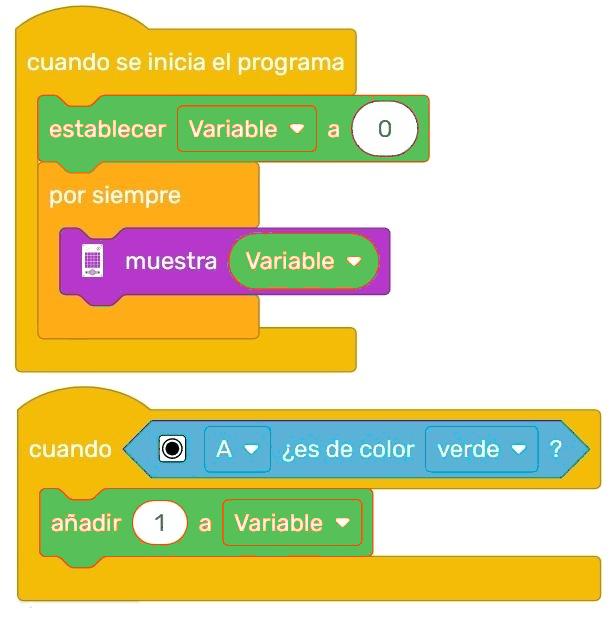 cuando se inicia el programa
establecer Variable a 0
por siempre
muestra Variable
cuando A ¿es de color verde ?
añadir 1 a Variable